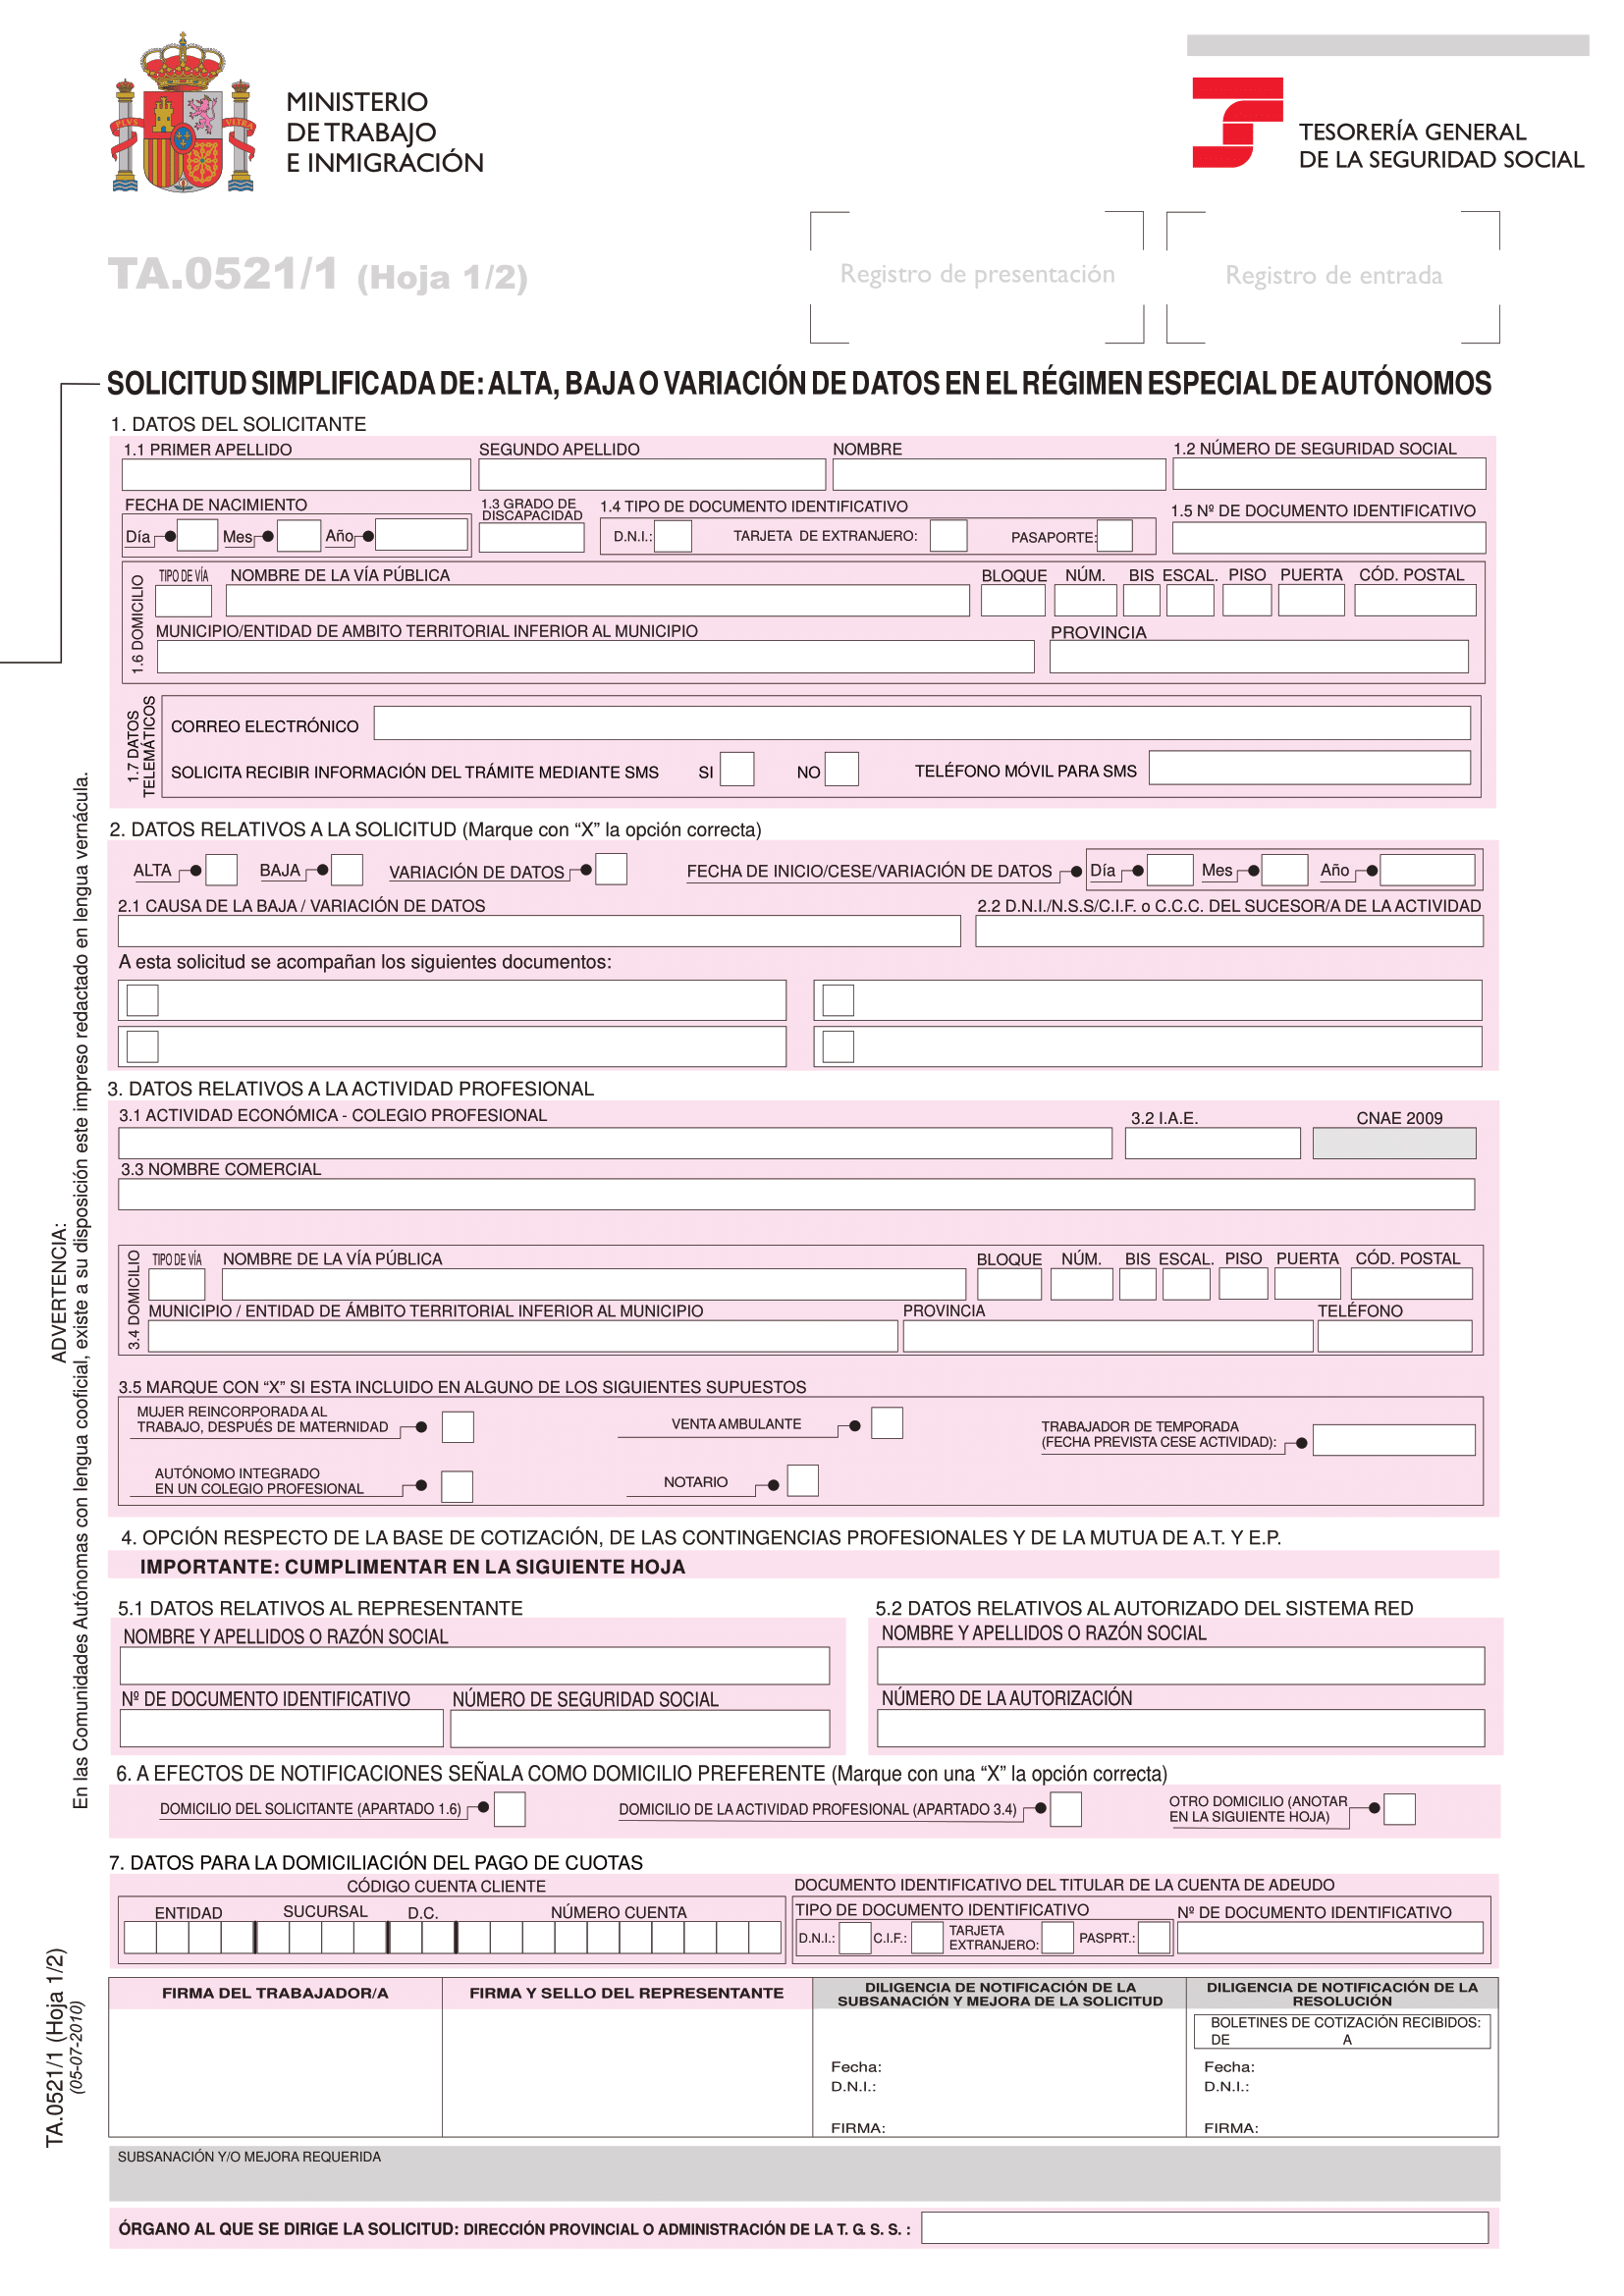 PLVS VLTRA
MINISTERIO
DE TRABAJO
E INMIGRACIÓN
TESORERÍA GENERAL
DE LA SEGURIDAD SOCIAL
TA.0521/1 (Hoja 1/2)
Registro de presentación
Registro de entrada
SOLICITUD SIMPLIFICADA DE: ALTA, BAJA O VARIACIÓN DE DATOS EN EL RÉGIMEN ESPECIAL DE AUTÓNOMOS
1. DATOS DEL SOLICITANTE
1.1 PRIMER APELLIDO SEGUNDO APELLIDO NOMBRE 1.2 NÚMERO DE SEGURIDAD SOCIAL
FECHA DE NACIMIENTO
1.3 GRADO DE
DISCAPACIDAD
1.4 TIPO DE DOCUMENTO IDENTIFICATIVO
1.5 Nº DE DOCUMENTO IDENTIFICATIVO
Día Mes Año D.N.I.: TARJETA DE EXTRANJERO: PASAPORTE:
1.6 DOMICILIO
TIPO DE VÍA NOMBRE DE LA VÍA PÚBLICA BLOQUE NÚM. BIS ESCAL. PISO PUERTA CÓD. POSTAL
MUNICIPIO/ENTIDAD DE AMBITO TERRITORIAL INFERIOR AL MUNICIPIO PROVINCIA
1.7 DATOS
TELEMÁTICOS
CORREO ELECTRÓNICO
SOLICITA RECIBIR INFORMACIÓN DEL TRÁMITE MEDIANTE SMS SI NO TELÉFONO MÓVIL PARA SMS
2. DATOS RELATIVOS A LA SOLICITUD (Marque con “X” la opción correcta)
ALTA BAJA VARIACIÓN DE DATOS FECHA DE INICIO/CESE/VARIACIÓN DE DATOS Día Mes Año
2.1 CAUSA DE LA BAJA / VARIACIÓN DE DATOS 2.2 D.N.I./N.S.S/C.I.F. o C.C.C. DEL SUCESOR/A DE LA ACTIVIDAD
A esta solicitud se acompañan los siguientes documentos:
3. DATOS RELATIVOS A LA ACTIVIDAD PROFESIONAL
3.1 ACTIVIDAD ECONÓMICA - COLEGIO PROFESIONAL 3.2 I.A.E. CNAE 2009
3.3 NOMBRE COMERCIAL
3.4 DOMICILIO
TIPO DE VÍA NOMBRE DE LA VÍA PÚBLICA BLOQUE NÚM. BIS ESCAL. PISO PUERTA CÓD. POSTAL
MUNICIPIO / ENTIDAD DE ÁMBITO TERRITORIAL INFERIOR AL MUNICIPIO PROVINCIA TELÉFONO
3.5 MARQUE CON “X” SI ESTA INCLUIDO EN ALGUNO DE LOS SIGUIENTES SUPUESTOS
MUJER REINCORPORADA AL
TRABAJO, DESPUÉS DE MATERNIDAD
VENTA AMBULANTE
TRABAJADOR DE TEMPORADA
(FECHA PREVISTA CESE ACTIVIDAD):
AUTÓNOMO INTEGRADO
EN UN COLEGIO PROFESIONAL
NOTARIO
4. OPCIÓN RESPECTO DE LA BASE DE COTIZACIÓN, DE LAS CONTINGENCIAS PROFESIONALES Y DE LA MUTUA DE A.T. Y E.P.
IMPORTANTE: CUMPLIMENTAR EN LA SIGUIENTE HOJA
5.1 DATOS RELATIVOS AL REPRESENTANTE
NOMBRE Y APELLIDOS O RAZÓN SOCIAL
Nº DE DOCUMENTO IDENTIFICATIVO NÚMERO DE SEGURIDAD SOCIAL
5.2 DATOS RELATIVOS AL AUTORIZADO DEL SISTEMA RED
NOMBRE Y APELLIDOS O RAZÓN SOCIAL
NÚMERO DE LA AUTORIZACIÓN
6. A EFECTOS DE NOTIFICACIONES SEÑALA COMO DOMICILIO PREFERENTE (Marque con una “X” la opción correcta)
DOMICILIO DEL SOLICITANTE (APARTADO 1.6) DOMICILIO DE LA ACTIVIDAD PROFESIONAL (APARTADO 3.4)
OTRO DOMICILIO (ANOTAR
EN LA SIGUIENTE HOJA)
7. DATOS PARA LA DOMICILIACIÓN DEL PAGO DE CUOTAS
CÓDIGO CUENTA CLIENTE
ENTIDAD SUCURSAL D.C. NÚMERO CUENTA
DOCUMENTO IDENTIFICATIVO DEL TITULAR DE LA CUENTA DE ADEUDO
TIPO DE DOCUMENTO IDENTIFICATIVO Nº DE DOCUMENTO IDENTIFICATIVO
D.N.I.: C.I.F.: TARJETA
EXTRANJERO: PASPRT.:
FIRMA DEL TRABAJADOR/A
FIRMA Y SELLO DEL REPRESENTANTE
DILIGENCIA DE NOTIFICACIÓN DE LA
SUBSANACIÓN Y MEJORA DE LA SOLICITUD
Fecha:
D.N.I.:
FIRMA:
DILIGENCIA DE NOTIFICACIÓN DE LA
RESOLUCIÓN
BOLETINES DE COTIZACIÓN RECIBIDOS:
DE A
Fecha:
D.N.I.:
FIRMA:
SUBSANACIÓN Y/O MEJORA REQUERIDA
ÓRGANO AL QUE SE DIRIGE LA SOLICITUD: DIRECCIÓN PROVINCIAL O ADMINISTRACIÓN DE LA T. G. S. S. :
ADVERTENCIA:
En las Comunidades Autónomas con lengua cooficial, existe a su disposición este impreso redactado en lengua vernácula.
TA.0521/1 (Hoja 1/2)
(05-07-2010)